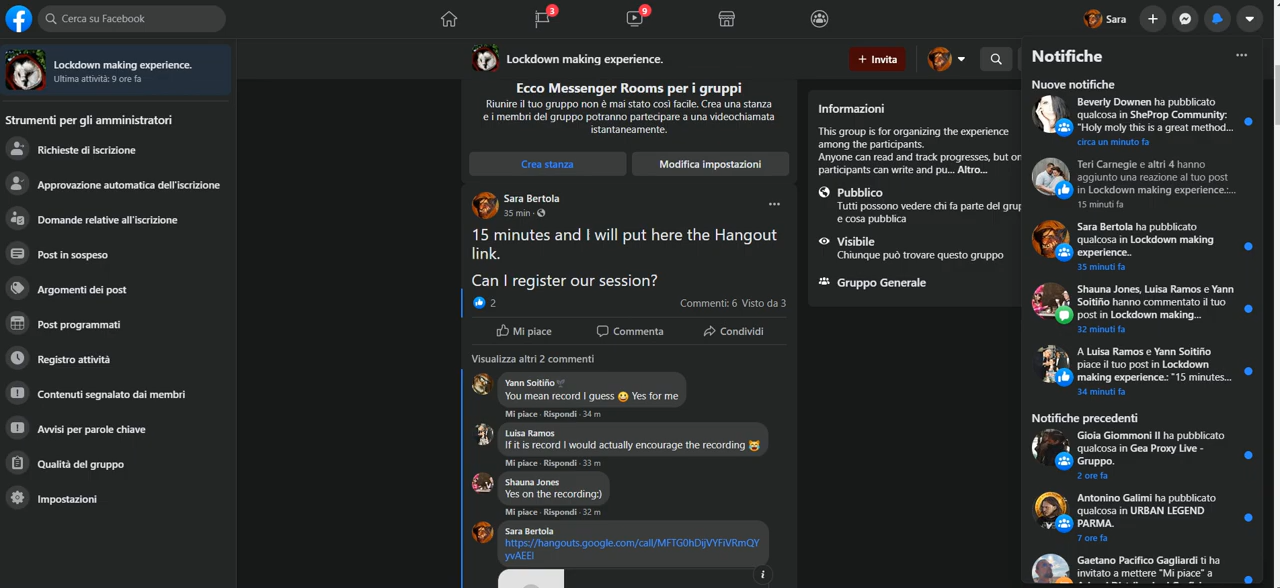 Cerca su Facebook
3
9
Sara
Lockdown making experience.
Ultima attività: 9 ore fa
Strumenti per gli amministratori
Richieste di iscrizione
Approvazione automatica dell'iscrizione
Domande relative all'iscrizione
Post in sospeso
Argomenti dei post
Post programmati
Registro attività
Contenuti segnalato dai membri
Avvisi per parole chiave
Qualità del gruppo
Impostazioni
Lockdown making experience.
+ Invita
Ecco Messenger Rooms per i gruppi
Riunire il tuo gruppo non è mai stato così facile. Crea una stanza
e i membri del gruppo potranno partecipare a una videochiamata
istantaneamente.
Crea stanza
Modifica impostazioni
Sara Bertola
35 min ·
15 minutes and I will put here the Hangout
link.
Can I register our session?
2
Commenti: 6 Visto da 3
Mi piace
Commenta
Condividi
Visualizza altri 2 commenti
Yann Soitiño
You mean record I guess 😃 Yes for me
Mi piace · Rispondi · 34 m
Luisa Ramos
If it is record I would actually encourage the recording 😹
Mi piace · Rispondi · 33 m
Shauna Jones
Yes on the recording:)
Mi piace · Rispondi · 32 m
Sara Bertola
https://hangouts.google.com/call/MFTG0hDijVYFiVRmQY
yvAEEI
Informazioni
This group is for organizing the experience
among the participants.
Anyone can read and track progresses, but on
participants can write and pu... Altro...
Pubblico
Tutti possono vedere chi fa parte del grup
e cosa pubblica
Visibile
Chiunque può trovare questo gruppo
Gruppo Generale
Notifiche
Nuove notifiche
Beverly Downen ha pubblicato
qualcosa in SheProp Community:
"Holy moly this is a great method...
circa un minuto fa
Teri Carnegie e altri 4 hanno
aggiunto una reazione al tuo post
in Lockdown making experience.:...
15 minuti fa
Sara Bertola ha pubblicato
qualcosa in Lockdown making
experience..
35 minuti fa
Shauna Jones, Luisa Ramos e Yann
Soitiño hanno commentato il tuo
post in Lockdown making...
32 minuti fa
A Luisa Ramos e Yann Soitiño
piace il tuo post in Lockdown
making experience.: "15 minutes...
34 minuti fa
Notifiche precedenti
Gioia Giommoni II ha pubblicato
qualcosa in Gea Proxy Live -
Gruppo.
2 ore fa
Antonino Galimi ha pubblicato
qualcosa in URBAN LEGEND
PARMA.
7 ore fa
Gaetano Pacifico Gagliardi ti ha
invitato a mettere "Mi piace" a